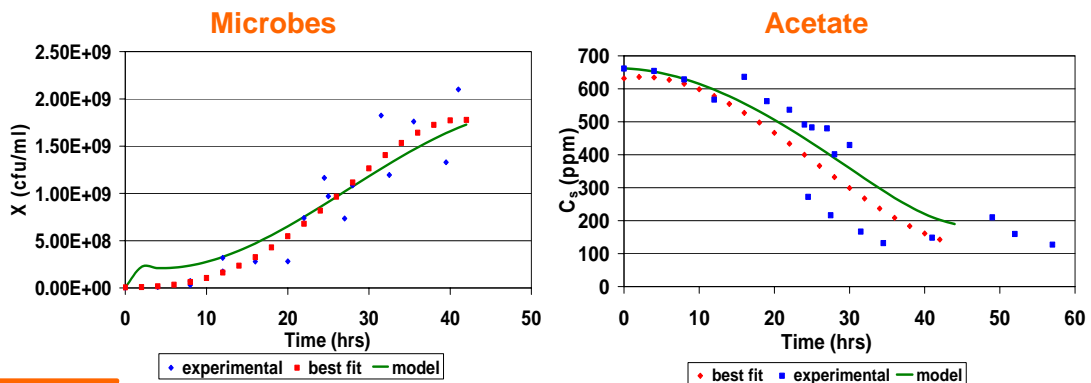 Microbes
2.50E+09
2.00E+09
1.50E+09
1.00E+09
5.00E+08
0.00E+00
X (cfu/ml)
0 10 20 30 40 50
Time (hrs)
experimental best fit model
Acetate
700
600
500
400
300
200
100
0
Cs (ppm)
0 10 20 30 40 50 60
Time (hrs)
best fit experimental model